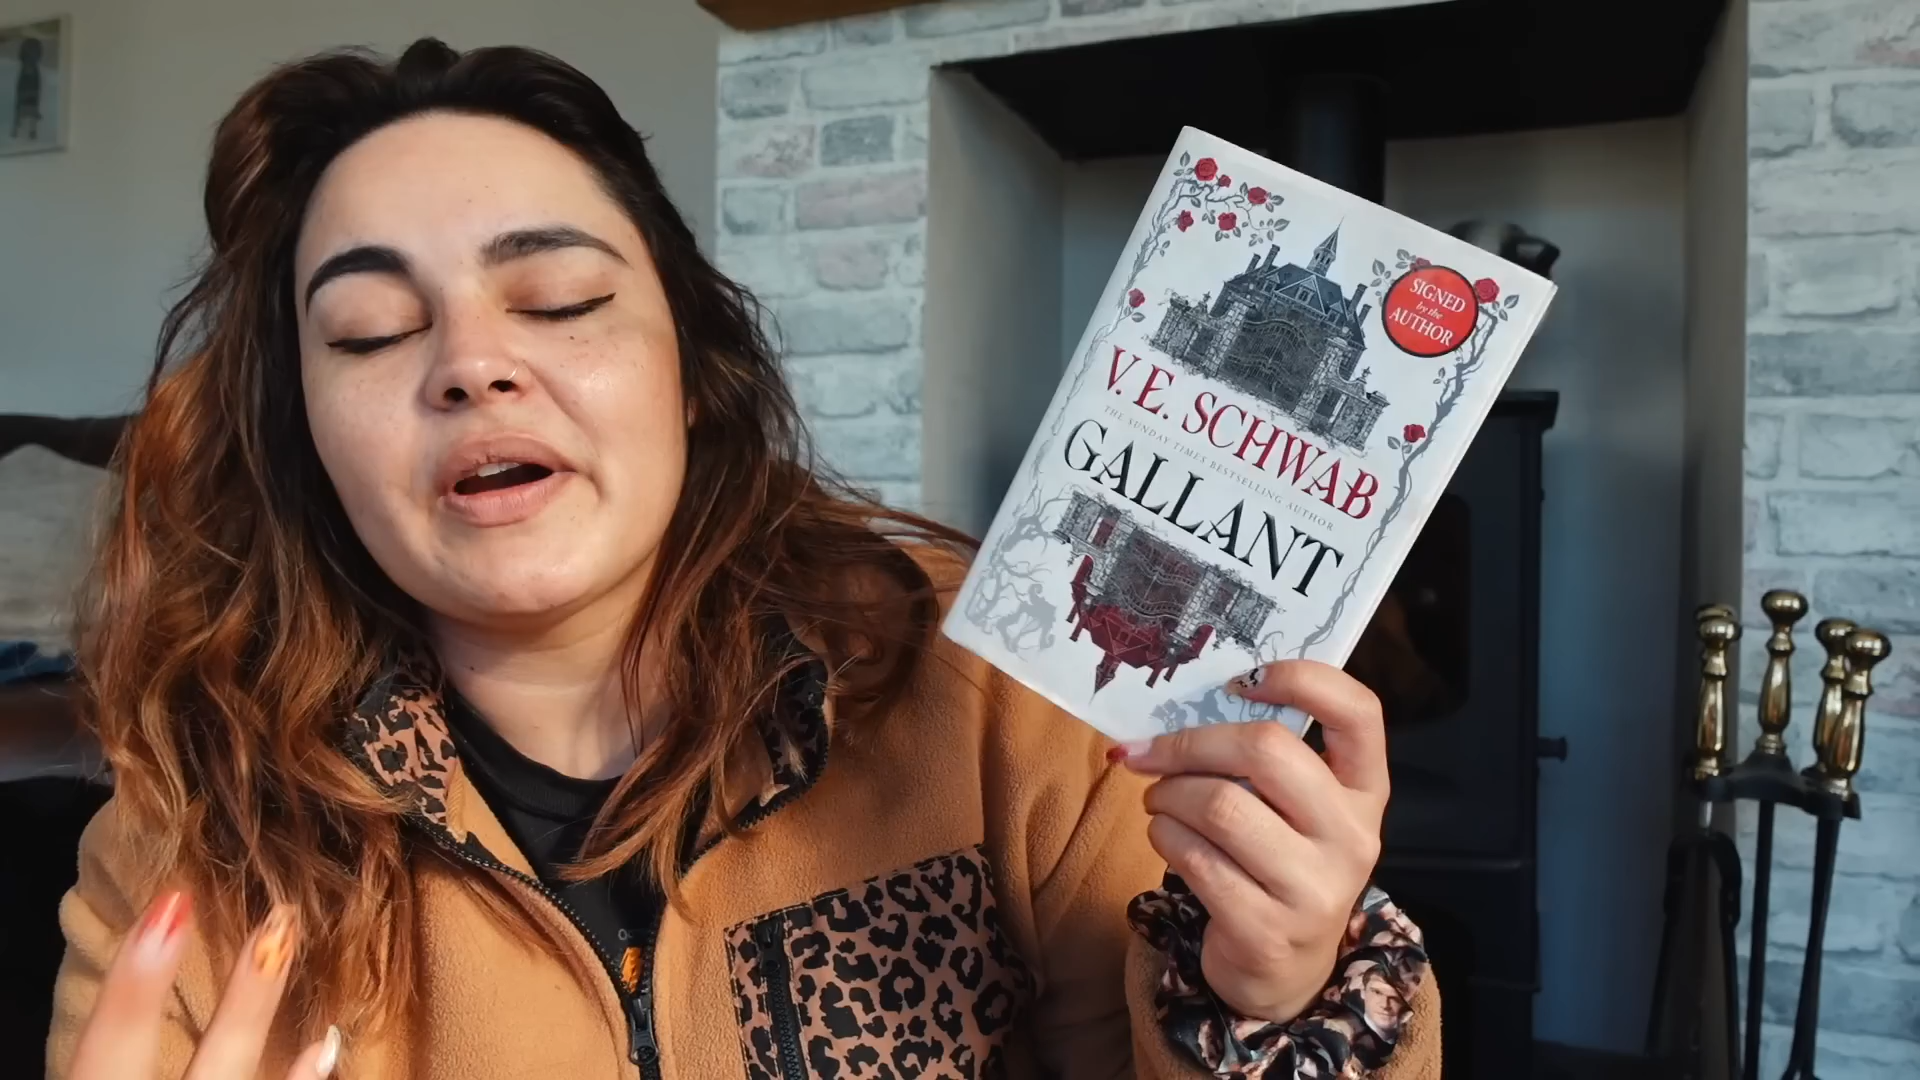 SIGNED
by the
AUTHOR
V. E. SCHWAB
THE SUNDAY TIMES BESTSELLING AUTHOR
GALLANT